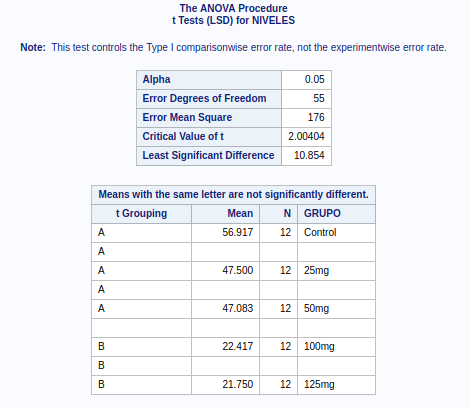 The ANOVA Procedure
t Tests (LSD) for NIVELES
Note: This test controls the Type I comparisonwise error rate, not the experimentwise error rate.
Alpha 0.05
Error Degrees of Freedom 55
Error Mean Square 176
Critical Value of t 2.00404
Least Significant Difference 10.854
Means with the same letter are not significantly different.
t Grouping Mean N GRUPO
A 56.917 12 Control
A
A 47.500 12 25mg
A
A 47.083 12 50mg
B 22.417 12 100mg
B
B 21.750 12 125mg